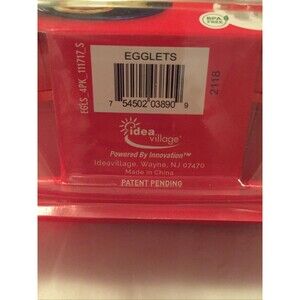 BPA
FREE
EGGLETS
EGLS_4PK_111717_S
7 54502 03890 9
2118
idea
village®
Powered By Innovation™
Ideavillage, Wayne, NJ 07470
Made in China
PATENT PENDING